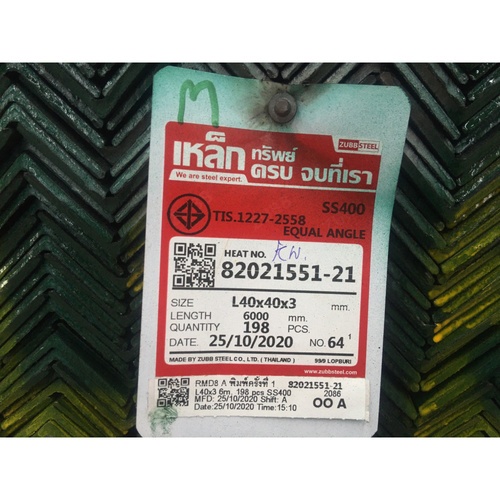 m
ZUBB STEEL
เหล็ก ทรัพย์ ครบ จบที่เรา
We are steel expert.
SS400
TIS.1227-2558
EQUAL ANGLE
HEAT NO.
82021551-21
SIZE L40x40x3 mm.
LENGTH 6000 mm.
QUANTITY 198 PCS.
DATE. 25/10/2020 NO. 64 1
MADE BY ZUBB STEEL CO., LTD. ( THAILAND ) 99/9 LOPBURI
www.zubbsteel.com
RMD8 A พิมพ์ครั้งที่ 1 82021551-21
L40x40x3 6m, 198 pcs SS400 2086
MFD: 25/10/2020 Shift: A
Date:25/10/2020 Time:15:10
OO A